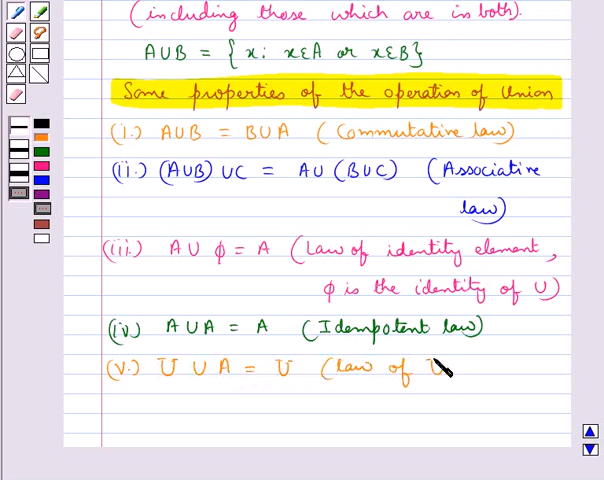 (including those which are in both).
A∪B = { x: x∈A or x∈B}
Some properties of the operation of Union
(i.) A∪B = B∪A (Commutative law)
(ii.) (A∪B) ∪C = A∪ (B∪C) (Associative
law)
(iii.) A ∪ ϕ = A (Law of identity element,
ϕ is the identity of U)
(iv.) A∪A = A (Idempotent law)
(v.) U ∪ A = U (law of U